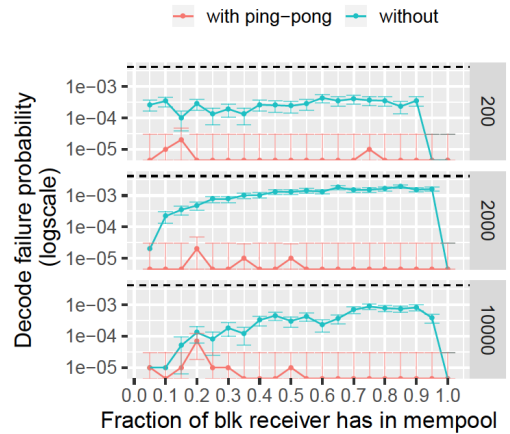 with ping-pong without
Decode failure probability
(logscale)
1e-03
1e-04
1e-05
200
1e-03
1e-04
1e-05
2000
1e-03
1e-04
1e-05
10000
0.0 0.1 0.2 0.3 0.4 0.5 0.6 0.7 0.8 0.9 1.0
Fraction of blk receiver has in mempool